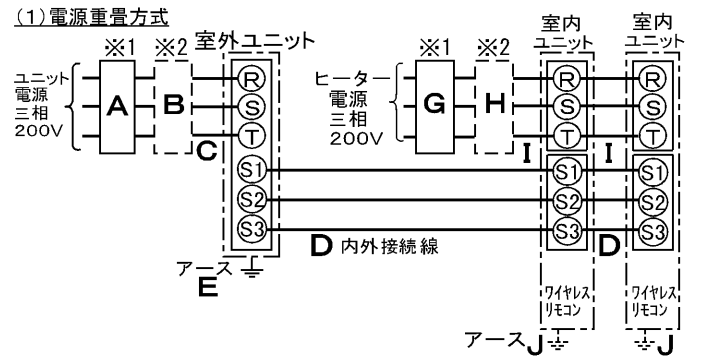 (1)電源重畳方式
※1
※2
室外ユニット
ユニット
電源
三相
200V
A
B
C
R
S
T
S1
S2
S3
D 内外接続線
アース
E
※1
※2
ヒーター
電源
三相
200V
G
H
I
室内
ユニット
R
S
T
S1
S2
S3
ワイヤレス
リモコン
I
D
室内
ユニット
R
S
T
S1
S2
S3
ワイヤレス
リモコン
アース J
J